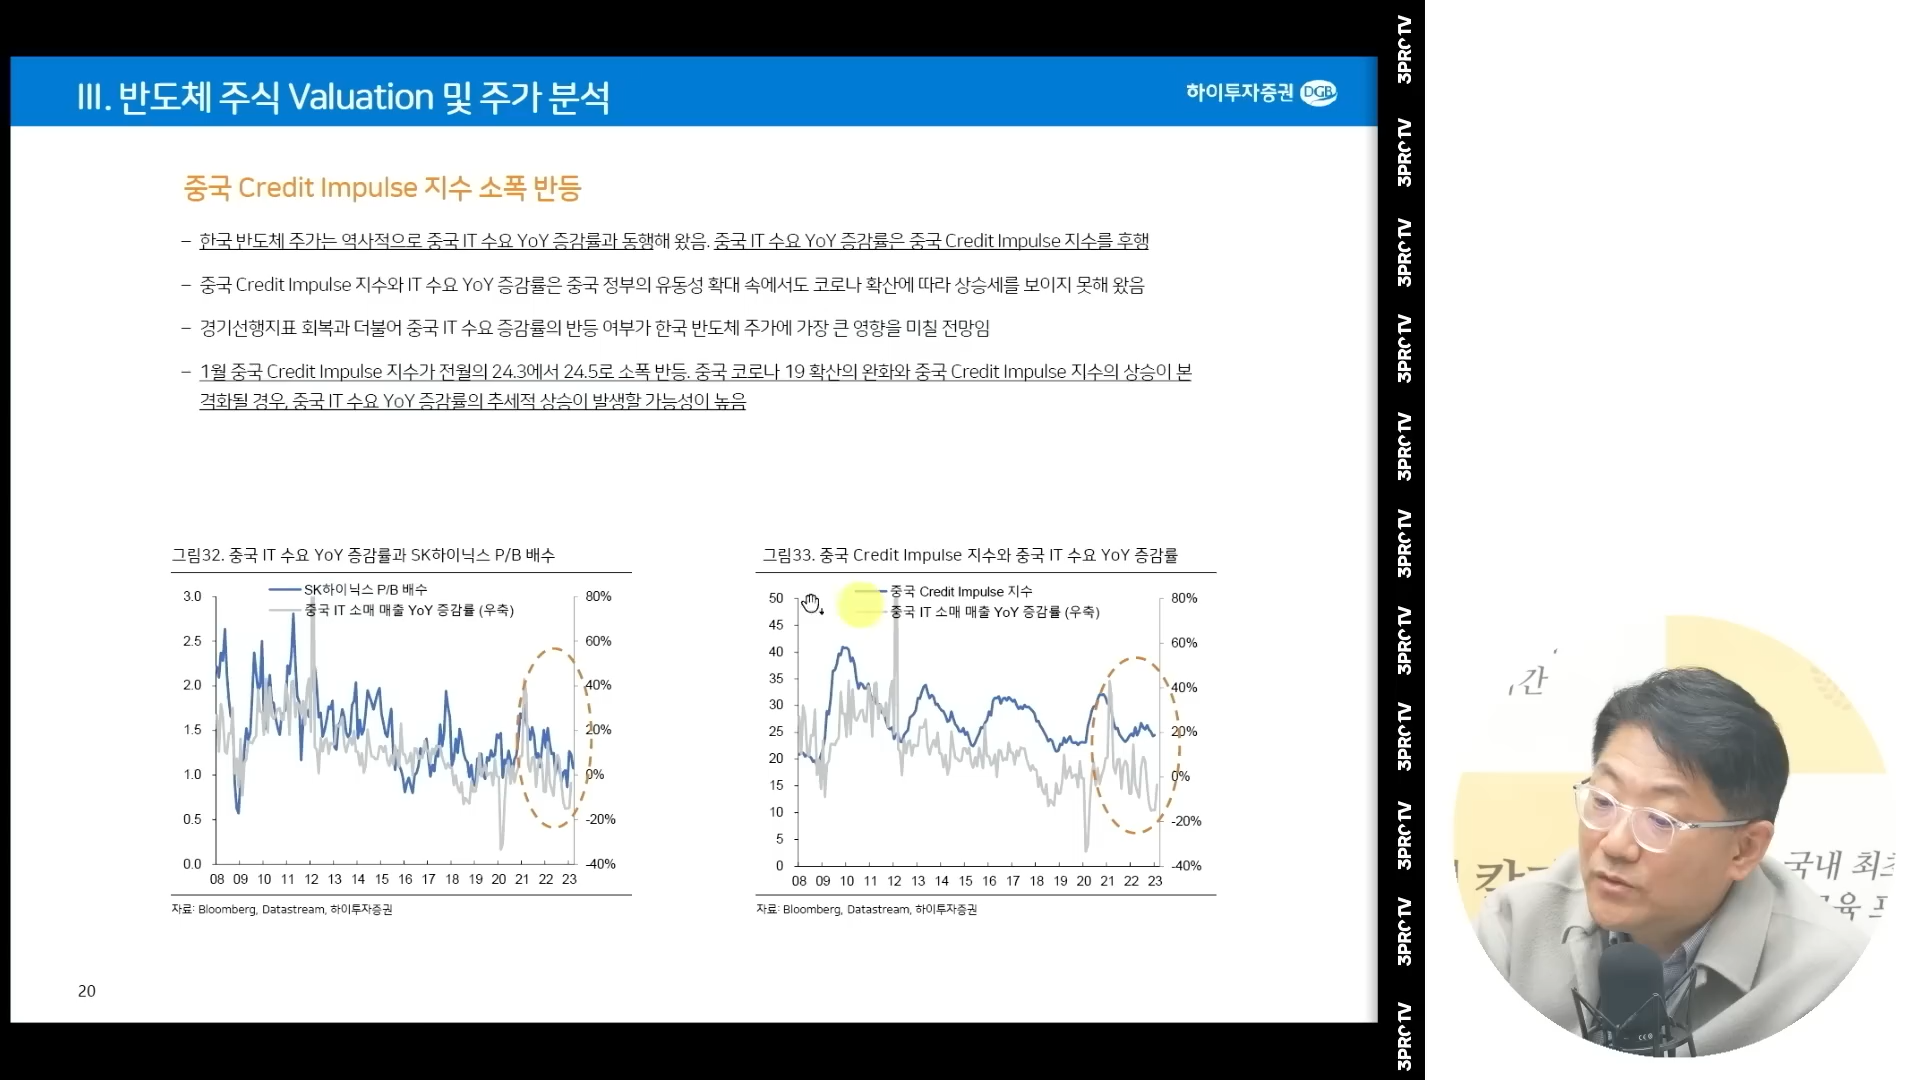 III. 반도체 주식 Valuation 및 주가 분석
하이투자증권 DGB
중국 Credit Impulse 지수 소폭 반등
– 한국 반도체 주가는 역사적으로 중국 IT 수요 YoY 증감률과 동행해 왔음. 중국 IT 수요 YoY 증감률은 중국 Credit Impulse 지수를 후행
– 중국 Credit Impulse 지수와 IT 수요 YoY 증감률은 중국 정부의 유동성 확대 속에서도 코로나 확산에 따라 상승세를 보이지 못해 왔음
– 경기선행지표 회복과 더불어 중국 IT 수요 증감률의 반등 여부가 한국 반도체 주가에 가장 큰 영향을 미칠 전망임
– 1월 중국 Credit Impulse 지수가 전월의 24.3에서 24.5로 소폭 반등. 중국 코로나 19 확산의 완화와 중국 Credit Impulse 지수의 상승이 본
격화될 경우, 중국 IT 수요 YoY 증감률의 추세적 상승이 발생할 가능성이 높음
그림32. 중국 IT 수요 YoY 증감률과 SK하이닉스 P/B 배수
SK하이닉스 P/B 배수
중국 IT 소매 매출 YoY 증감률 (우축)
3.0
2.5
2.0
1.5
1.0
0.5
0.0
80%
60%
40%
20%
0%
-20%
-40%
08 09 10 11 12 13 14 15 16 17 18 19 20 21 22 23
자료: Bloomberg, Datastream, 하이투자증권
그림33. 중국 Credit Impulse 지수와 중국 IT 수요 YoY 증감률
중국 Credit Impulse 지수
중국 IT 소매 매출 YoY 증감률 (우축)
50
45
40
35
30
25
20
15
10
5
0
80%
60%
40%
20%
0%
-20%
-40%
08 09 10 11 12 13 14 15 16 17 18 19 20 21 22 23
자료: Bloomberg, Datastream, 하이투자증권
20
3PROTV
3PROTV
3PROTV
3PROTV
3PROTV
3PROTV
3PROTV
3PROTV
3PROTV
3PROTV
3PROTV
간
국내 최
육